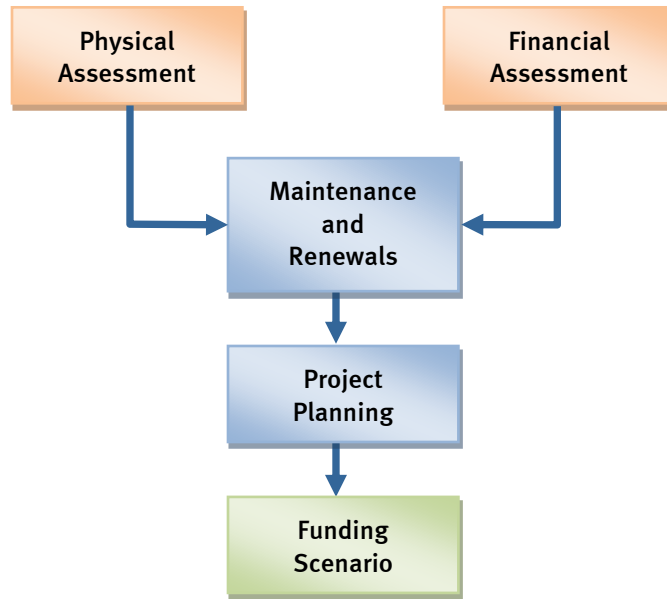 Physical
Assessment
Financial
Assessment
Maintenance
and
Renewals
Project
Planning
Funding
Scenario